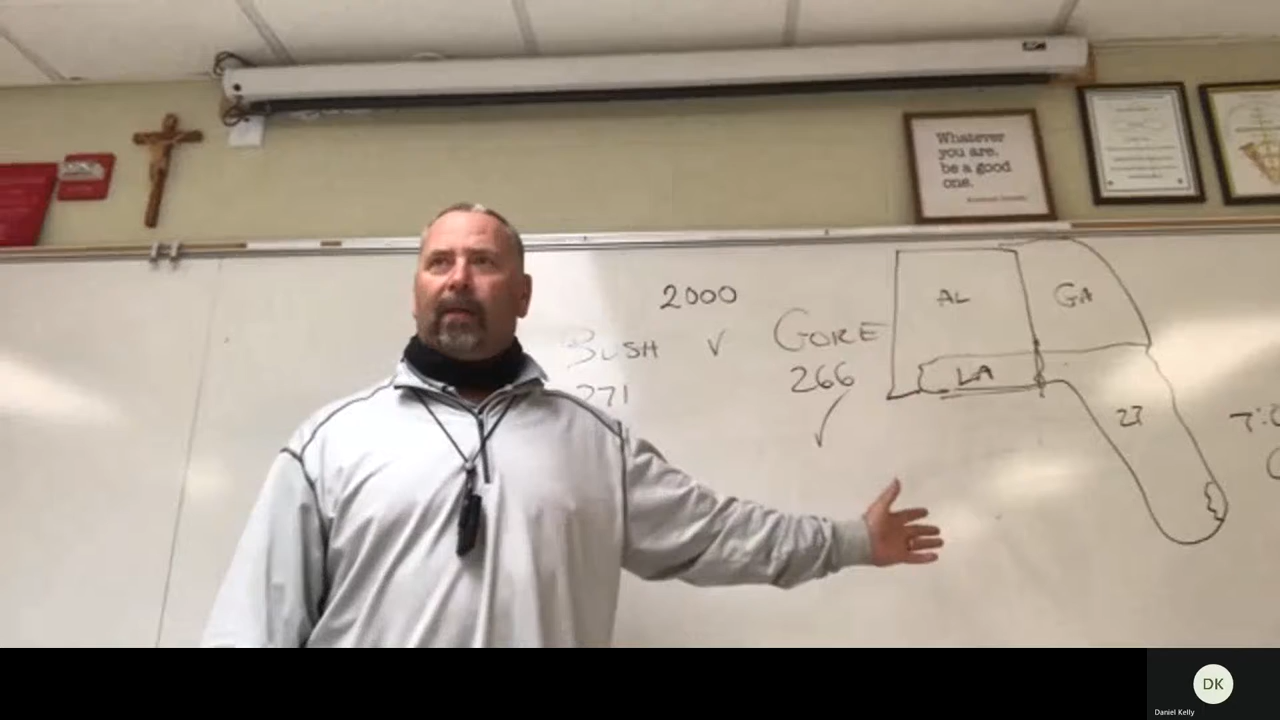 Whatever
you are,
be a good
one.
2000
BUSH V GORE
271 266
AL
GA
LA
27
DK
Daniel Kelly